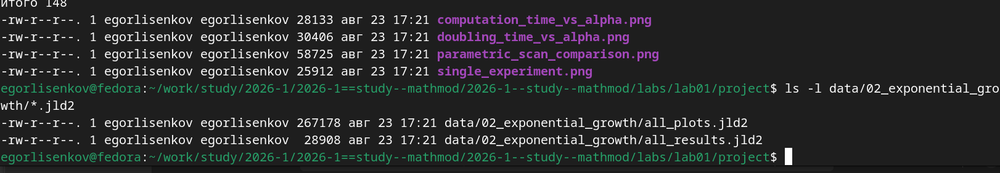 итого 148
-rw-r--r--. 1 egorlisenkov egorlisenkov 28133 авг 23 17:21 computation_time_vs_alpha.png
-rw-r--r--. 1 egorlisenkov egorlisenkov 30406 авг 23 17:21 doubling_time_vs_alpha.png
-rw-r--r--. 1 egorlisenkov egorlisenkov 58725 авг 23 17:21 parametric_scan_comparison.png
-rw-r--r--. 1 egorlisenkov egorlisenkov 25912 авг 23 17:21 single_experiment.png
egorlisenkov@fedora:~/work/study/2026-1/2026-1==study--mathmod/2026-1--study--mathmod/labs/lab01/project$ ls -l data/02_exponential_gro
wth/*.jld2
-rw-r--r--. 1 egorlisenkov egorlisenkov 267178 авг 23 17:21 data/02_exponential_growth/all_plots.jld2
-rw-r--r--. 1 egorlisenkov egorlisenkov  28908 авг 23 17:21 data/02_exponential_growth/all_results.jld2
egorlisenkov@fedora:~/work/study/2026-1/2026-1==study--mathmod/2026-1--study--mathmod/labs/lab01/project$